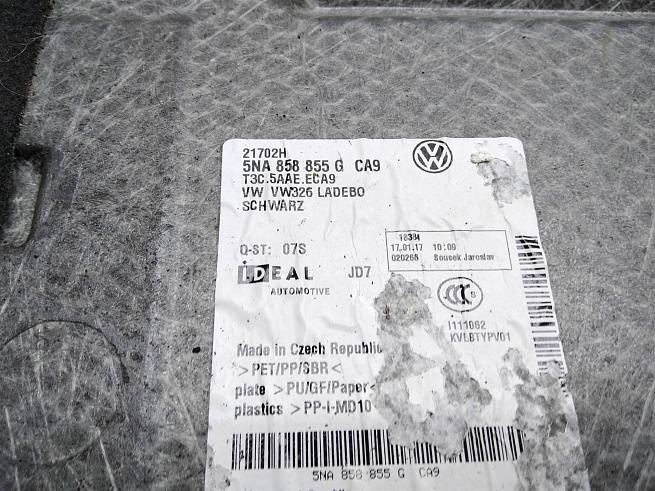 21702H
5NA 858 855 G CA9
T3C.5AAE.ECA9
VW VW326 LADEBO
SCHWARZ
18384
17.01.17 10:09
020265 Soucek Jaroslav
Q-ST: 07S
IDEAL JD7
AUTOMOTIVE
CCC S
I111062
KVLBTYPV01
Made in Czech Republic
>PET/PP/SBR<
plate >PU/GF/Paper<
plastics >PP-I-MD10
5NA 858 855 G CA9